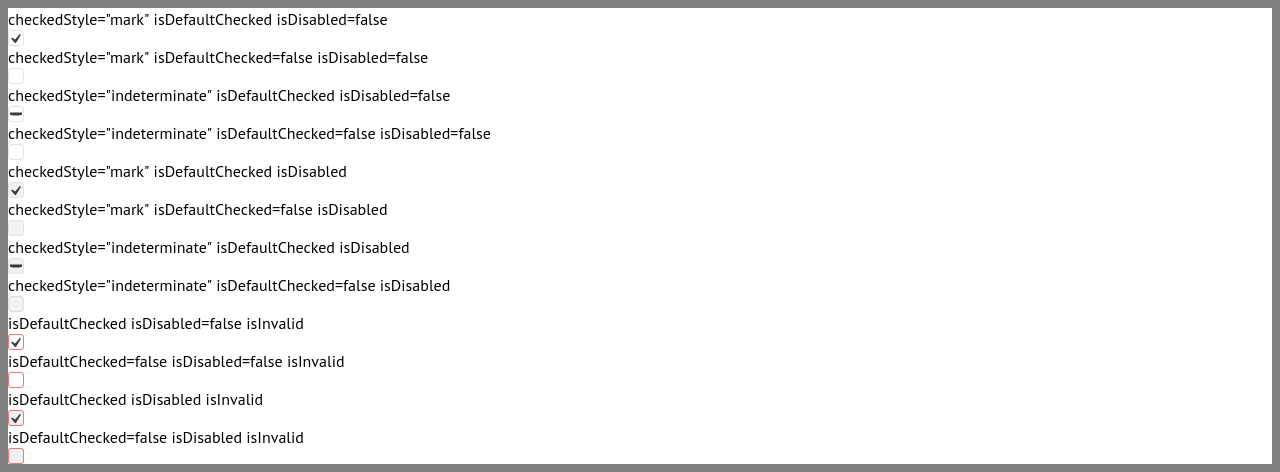 checkedStyle="mark" isDefaultChecked isDisabled=false
checkedStyle="mark" isDefaultChecked=false isDisabled=false
checkedStyle="indeterminate" isDefaultChecked isDisabled=false
checkedStyle="indeterminate" isDefaultChecked=false isDisabled=false
checkedStyle="mark" isDefaultChecked isDisabled
checkedStyle="mark" isDefaultChecked=false isDisabled
checkedStyle="indeterminate" isDefaultChecked isDisabled
checkedStyle="indeterminate" isDefaultChecked=false isDisabled
isDefaultChecked isDisabled=false isInvalid
isDefaultChecked=false isDisabled=false isInvalid
isDefaultChecked isDisabled isInvalid
isDefaultChecked=false isDisabled isInvalid